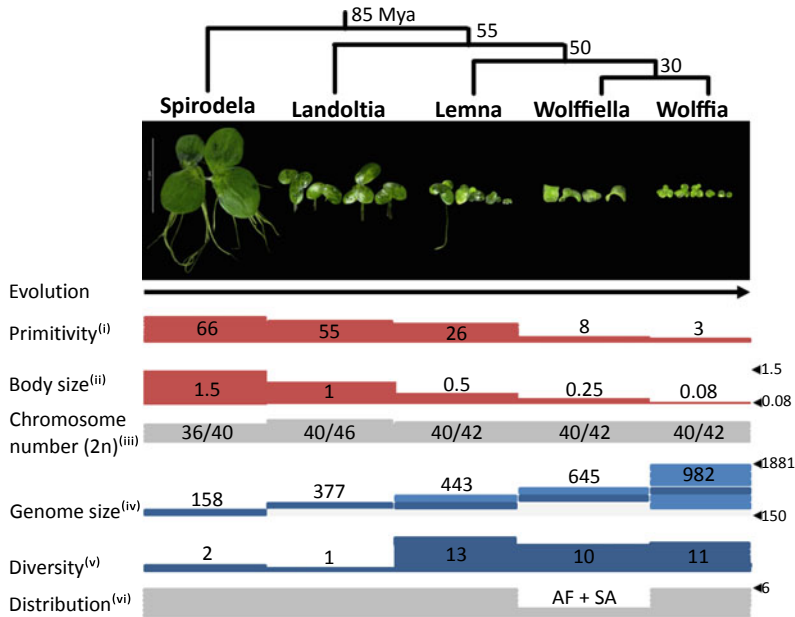 85 Mya
55
50
30
Spirodela Landoltia Lemna Wolffiella Wolffia
Evolution
Primitivity(i) 66 55 26 8 3
Body size(ii) 1.5 1 0.5 0.25 0.08
1.5
0.08
Chromosome
number (2n)(iii) 36/40 40/46 40/42 40/42 40/42
Genome size(iv) 158 377 443 645 982
1881
150
Diversity(v) 2 1 13 10 11
Distribution(vi) AF + SA
6